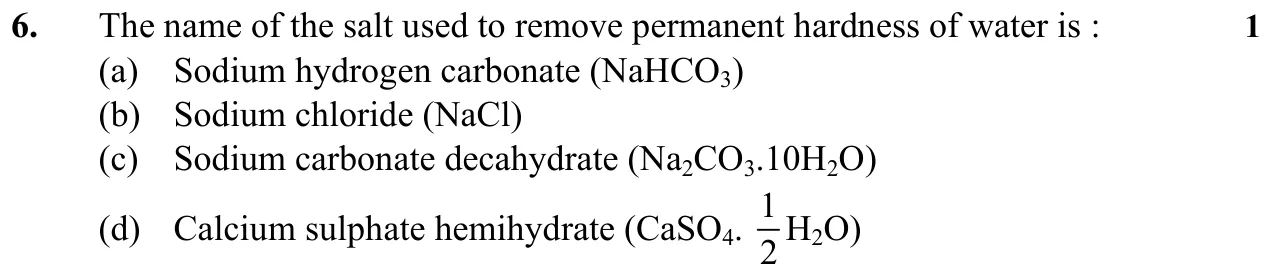 6. The name of the salt used to remove permanent hardness of water is : 1
(a) Sodium hydrogen carbonate (NaHCO₃)
(b) Sodium chloride (NaCl)
(c) Sodium carbonate decahydrate (Na₂CO₃.10H₂O)
(d) Calcium sulphate hemihydrate (CaSO₄. 1/2 H₂O)